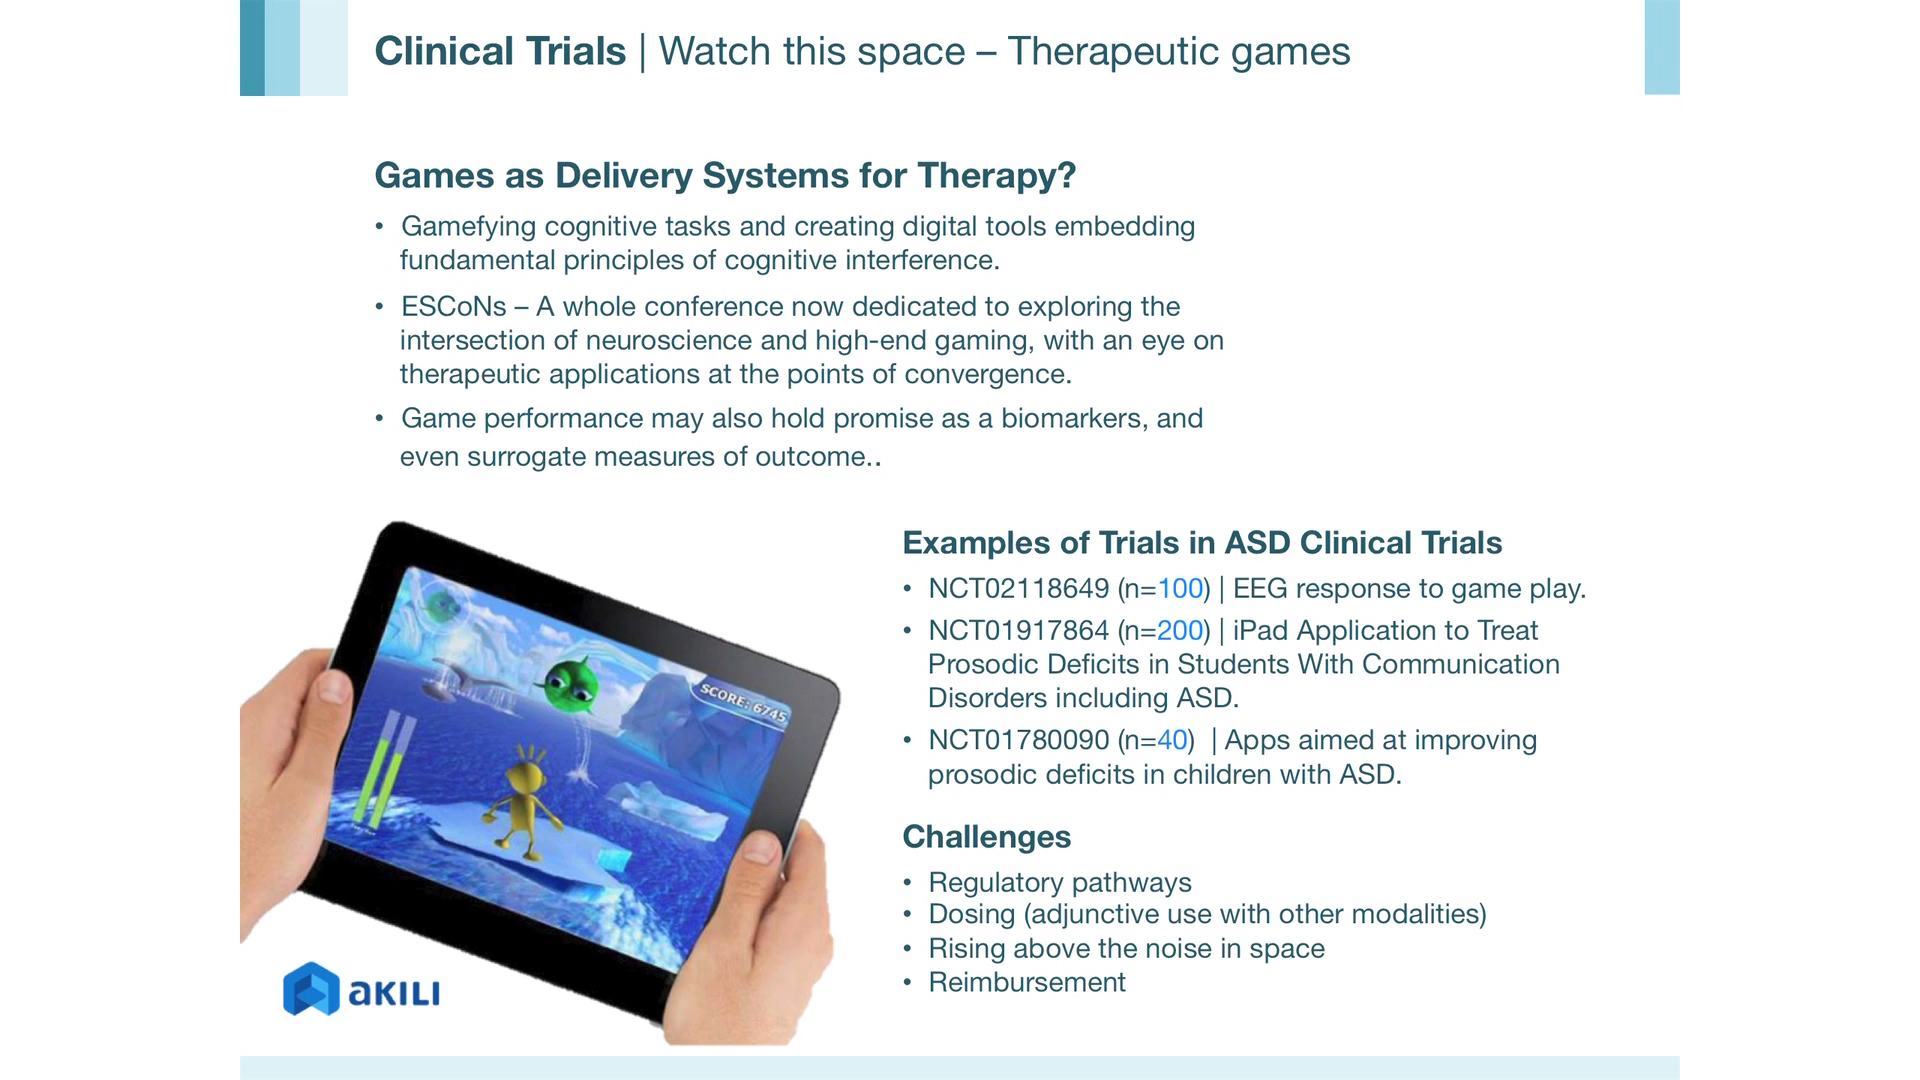 Clinical Trials | Watch this space – Therapeutic games
Games as Delivery Systems for Therapy?
• Gamefying cognitive tasks and creating digital tools embedding
fundamental principles of cognitive interference.
• ESCoNs – A whole conference now dedicated to exploring the
intersection of neuroscience and high-end gaming, with an eye on
therapeutic applications at the points of convergence.
• Game performance may also hold promise as a biomarkers, and
even surrogate measures of outcome..
SCORE: 6745
AKILI
Examples of Trials in ASD Clinical Trials
• NCT02118649 (n=100) | EEG response to game play.
• NCT01917864 (n=200) | iPad Application to Treat
Prosodic Deficits in Students With Communication
Disorders including ASD.
• NCT01780090 (n=40) | Apps aimed at improving
prosodic deficits in children with ASD.
Challenges
• Regulatory pathways
• Dosing (adjunctive use with other modalities)
• Rising above the noise in space
• Reimbursement